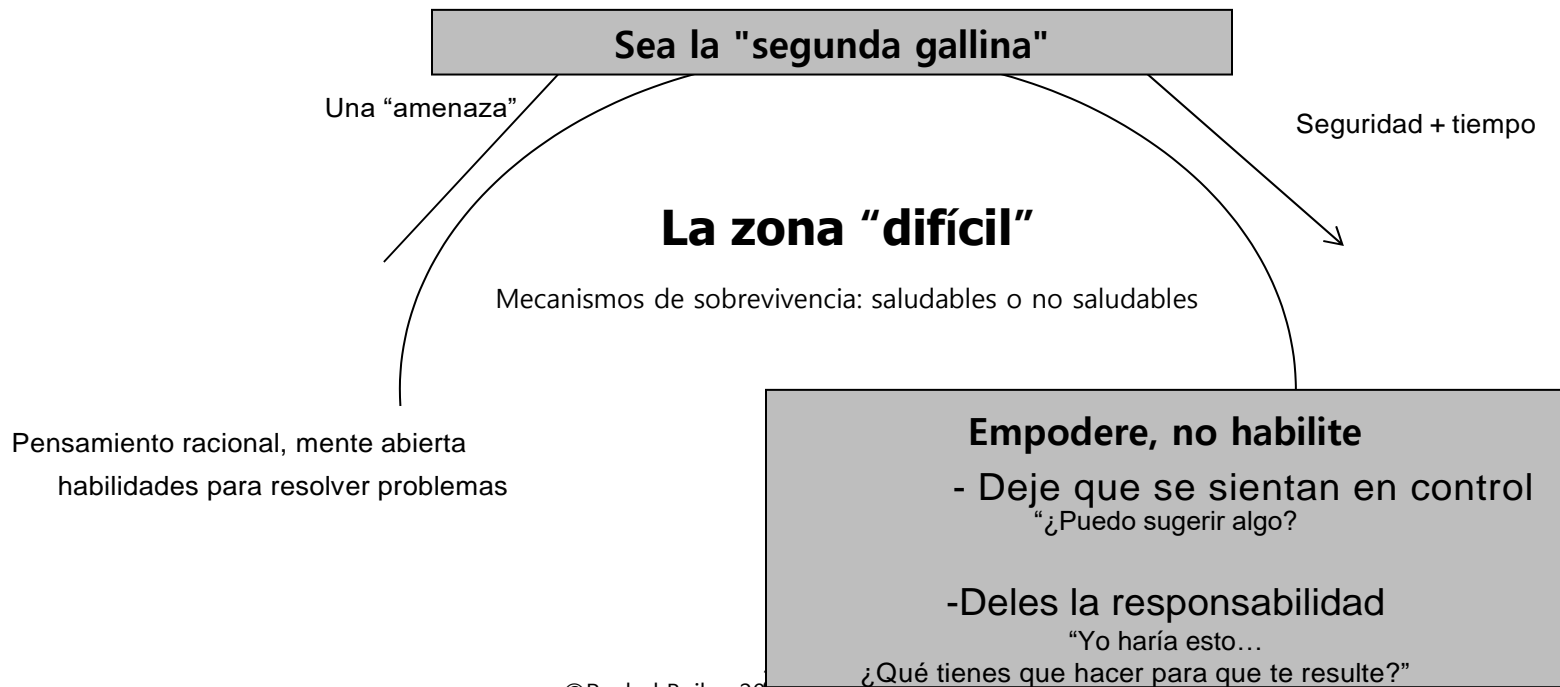 Sea la "segunda gallina"
Una “amenaza”
Seguridad + tiempo
La zona “difícil”
Mecanismos de sobrevivencia: saludables o no saludables
Pensamiento racional, mente abierta
habilidades para resolver problemas
Empodere, no habilite
- Deje que se sientan en control
“¿Puedo sugerir algo?
-Deles la responsabilidad
“Yo haría esto…
¿Qué tienes que hacer para que te resulte?”